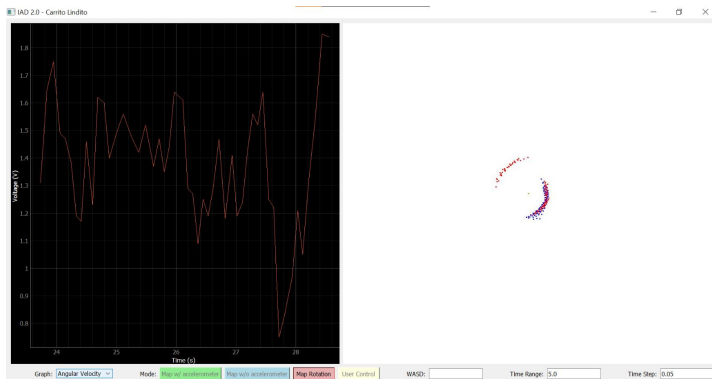 IAD 2.0 - Carrito Lindito
1.8
1.7
1.6
1.5
1.4
1.3
1.2
1.1
1
0.9
0.8
Voltage (V)
24 25 26 27 28
Time (s)
Graph: Angular Velocity Mode: Map w/ accelerometer Map w/o accelerometer Map Rotation User Control WASD: Time Range: 5.0 Time Step: 0.05